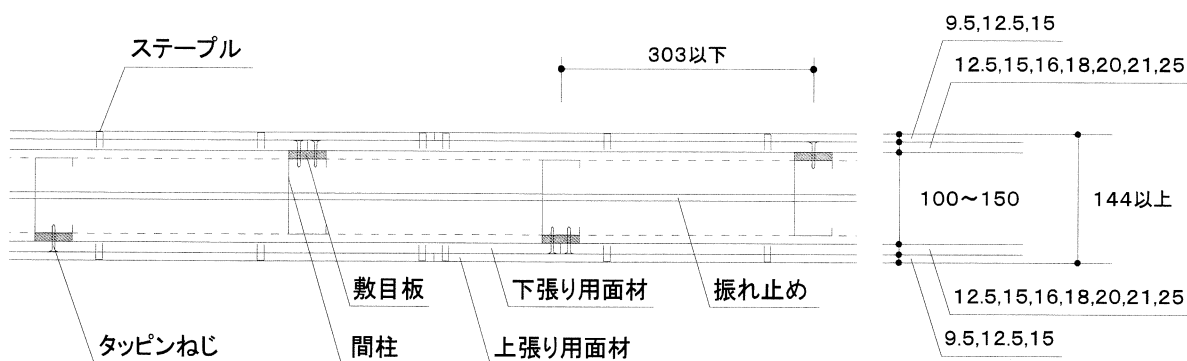 ステープル
303以下
9.5,12.5,15
12.5,15,16,18,20,21,25
100～150
144以上
敷目板
下張り用面材
振れ止め
12.5,15,16,18,20,21,25
タッピンねじ
間柱
上張り用面材
9.5,12.5,15